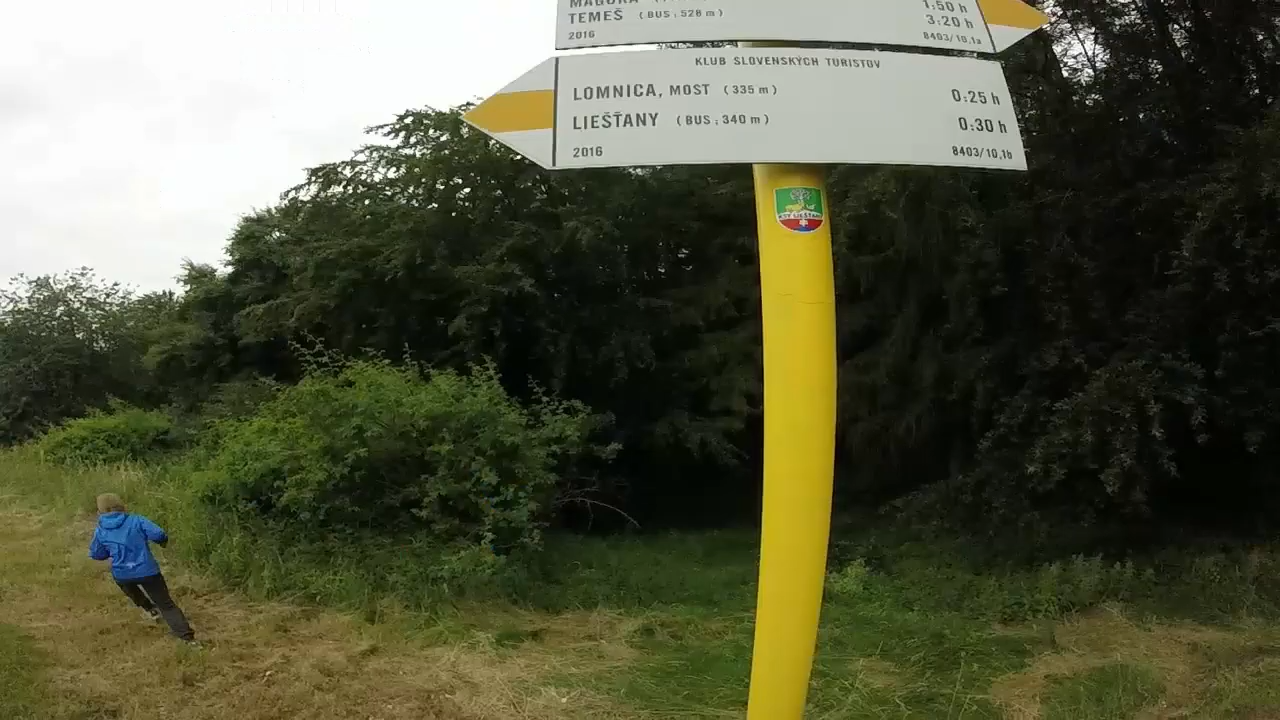 MAGURA
1:50 h
TEMEŠ (BUS; 528 m)
3:20 h
2016
8403/10,1a
KLUB SLOVENSKÝCH TURISTOV
LOMNICA, MOST (335 m)
0:25 h
LIEŠŤANY (BUS; 340 m)
0:30 h
2016
8403/10,1b
KST LIEŠŤANY